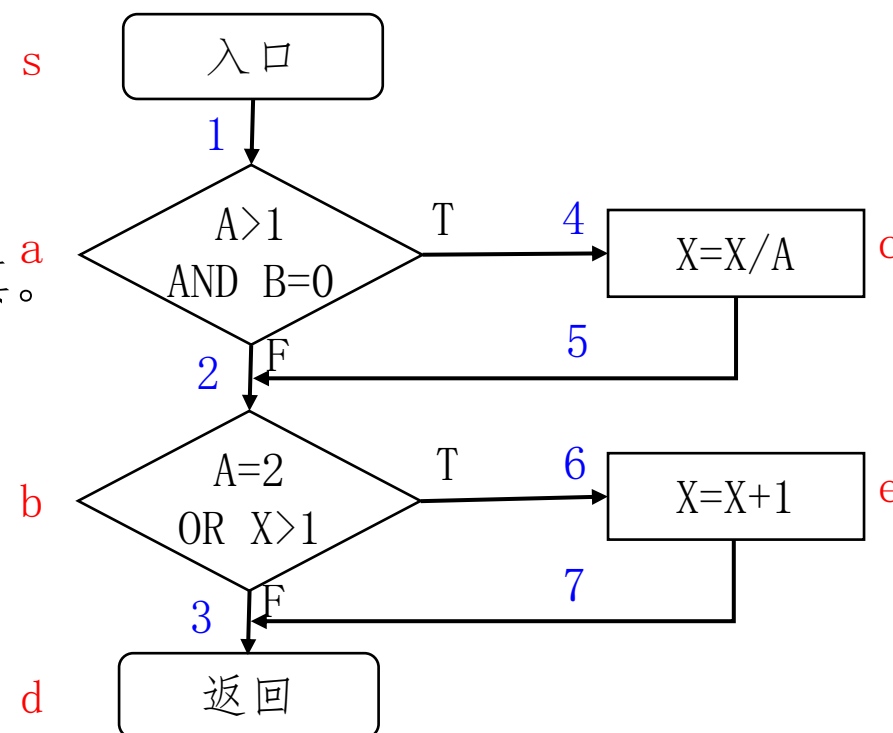 s
入口
1
a
A>1
AND B=0
T
4
X=X/A
。
2
F
5
b
A=2
OR X>1
T
6
X=X+1
e
3
F
7
d
返回